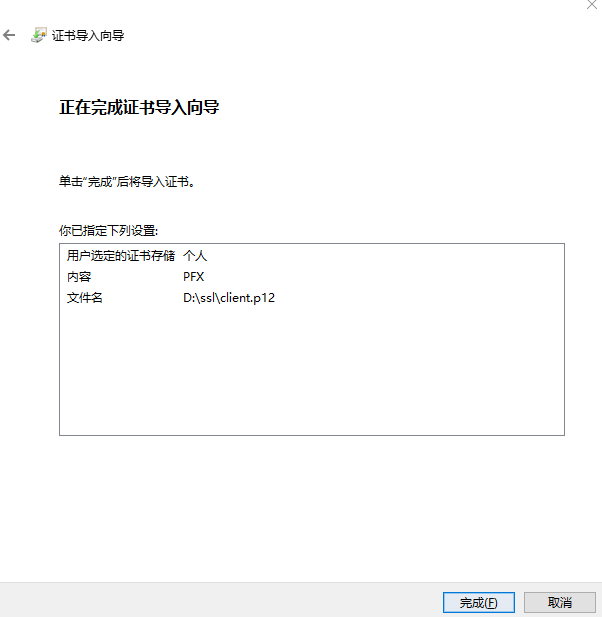 证书导入向导
正在完成证书导入向导
单击“完成”后将导入证书。
你已指定下列设置:
用户选定的证书存储 个人
内容 PFX
文件名 D:\ssl\client.p12
完成(F) 取消